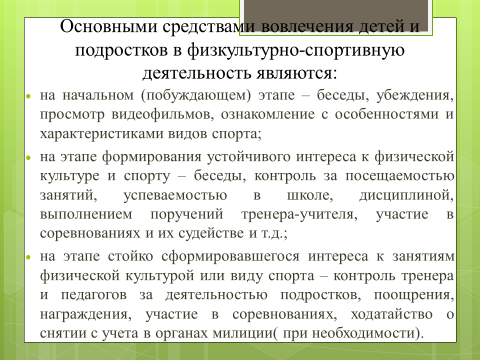 Основными средствами вовлечения детей и
подростков в физкультурно-спортивную
деятельность являются:
на начальном (побуждающем) этапе – беседы, убеждения,
просмотр видеофильмов, ознакомление с особенностями и
характеристиками видов спорта;
на этапе формирования устойчивого интереса к физической
культуре и спорту – беседы, контроль за посещаемостью
занятий, успеваемостью в школе, дисциплиной,
выполнением поручений тренера-учителя, участие в
соревнованиях и их судействе и т.д.;
на этапе стойко сформировавшегося интереса к занятиям
физической культурой или виду спорта – контроль тренера
и педагогов за деятельностью подростков, поощрения,
награждения, участие в соревнованиях, ходатайство о
снятии с учета в органах милиции( при необходимости).